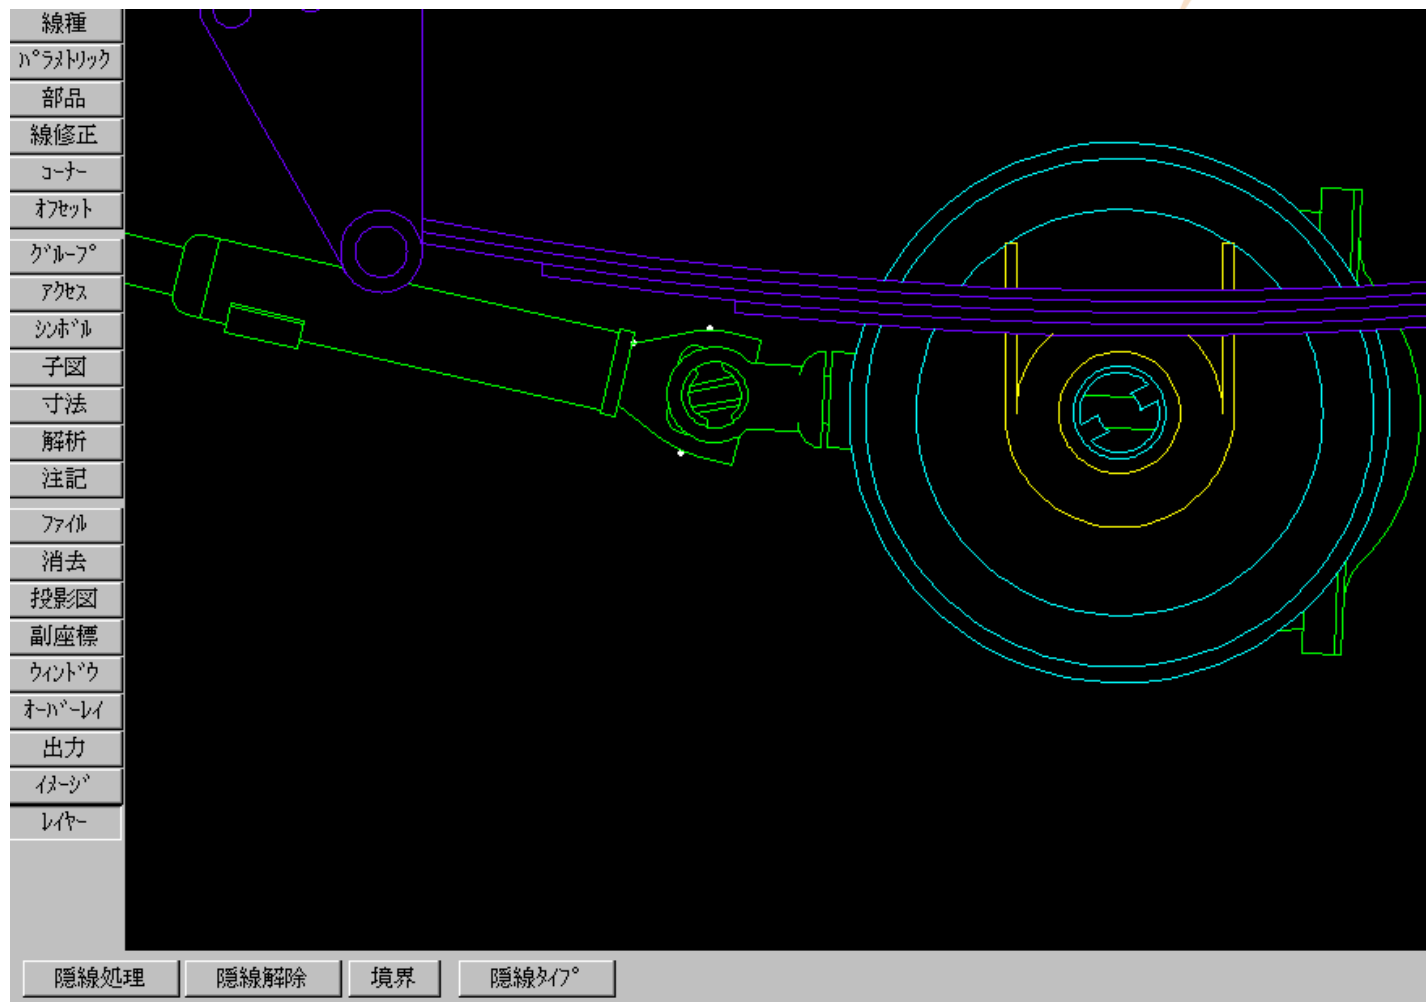 線種
ﾊﾟﾗﾒﾄﾘｯｸ
部品
線修正
ｺｰﾅｰ
ｵﾌｾｯﾄ
ｸﾞﾙｰﾌﾟ
ｱｸｾｽ
ｼﾝﾎﾞﾙ
子図
寸法
解析
注記
ﾌｧｲﾙ
消去
投影図
副座標
ｳｨﾝﾄﾞｳ
ｵｰﾊﾞｰﾚｲ
出力
ｲﾒｰｼﾞ
ﾚｲﾔｰ
隠線処理 隠線解除 境界 隠線ﾀｲﾌﾟ